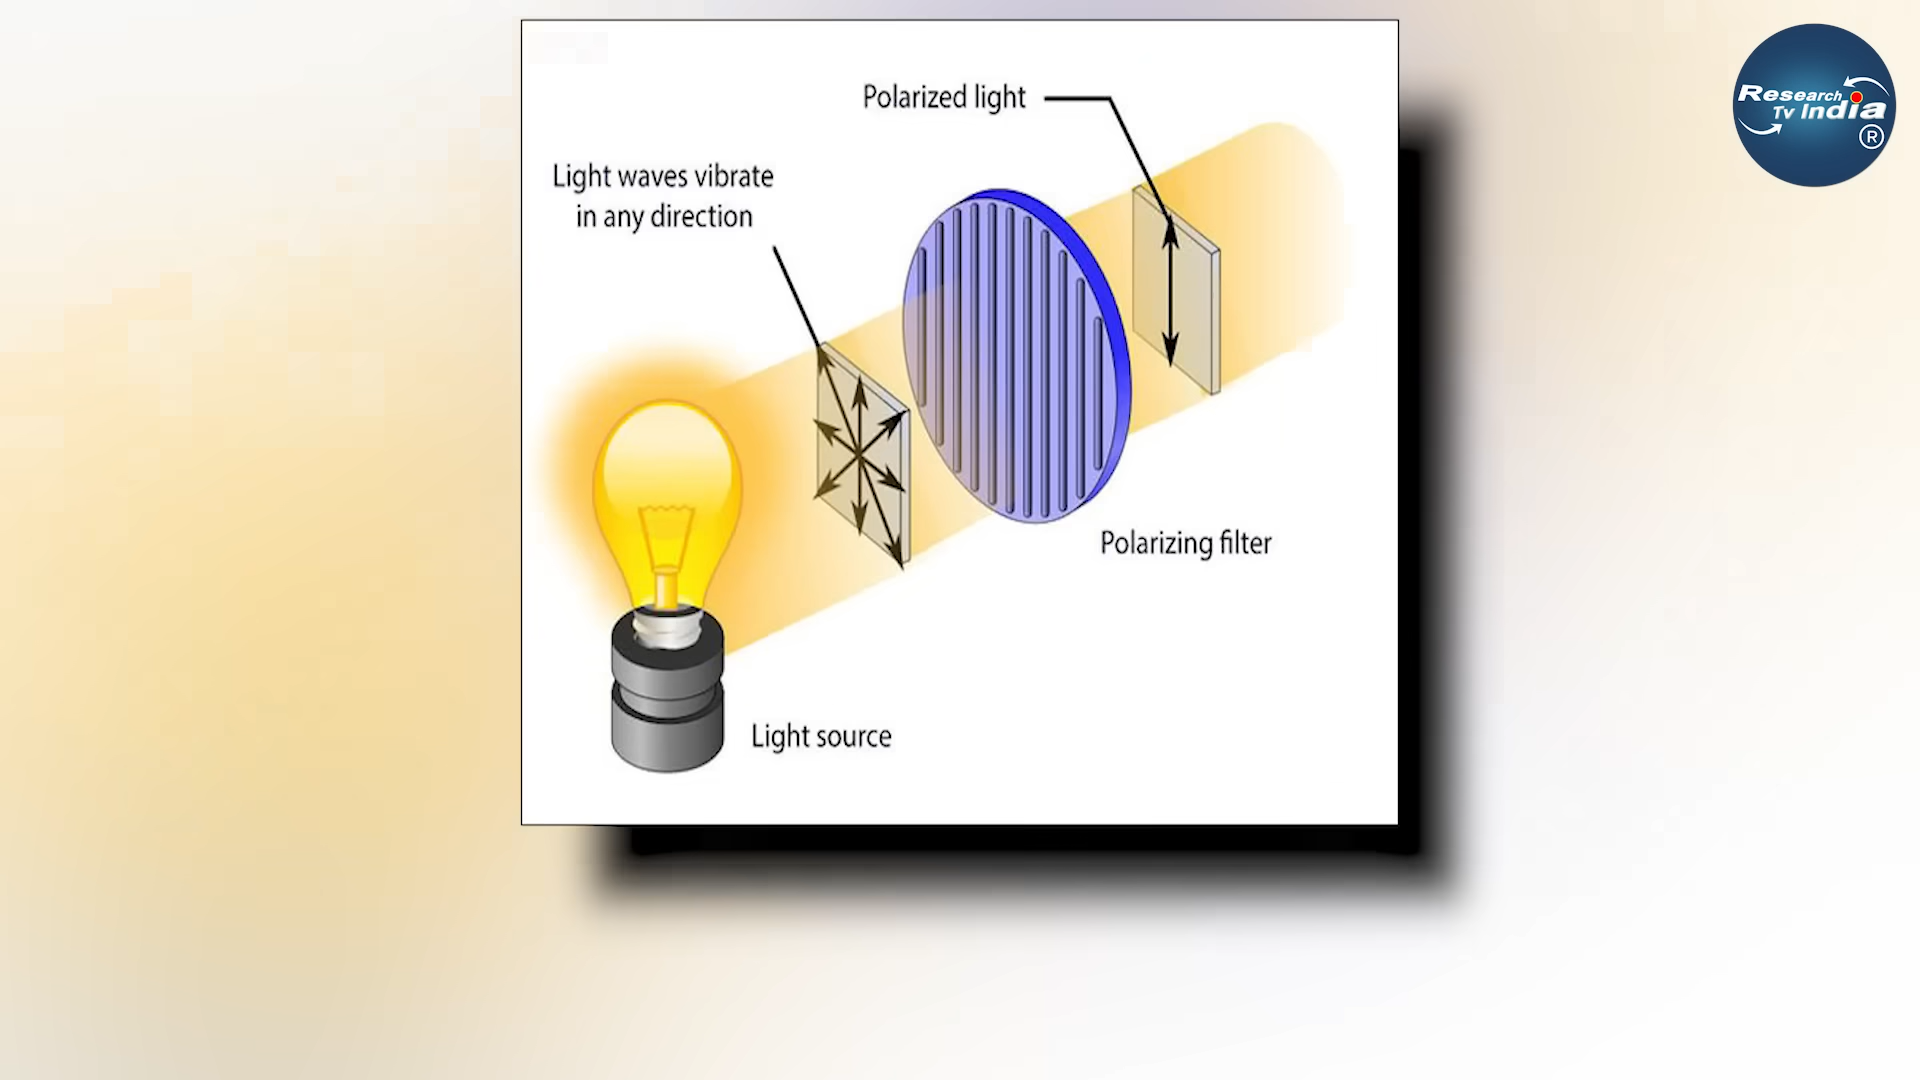 Polarized light
Light waves vibrate
in any direction
Polarizing filter
Light source
Research
Tv India
®